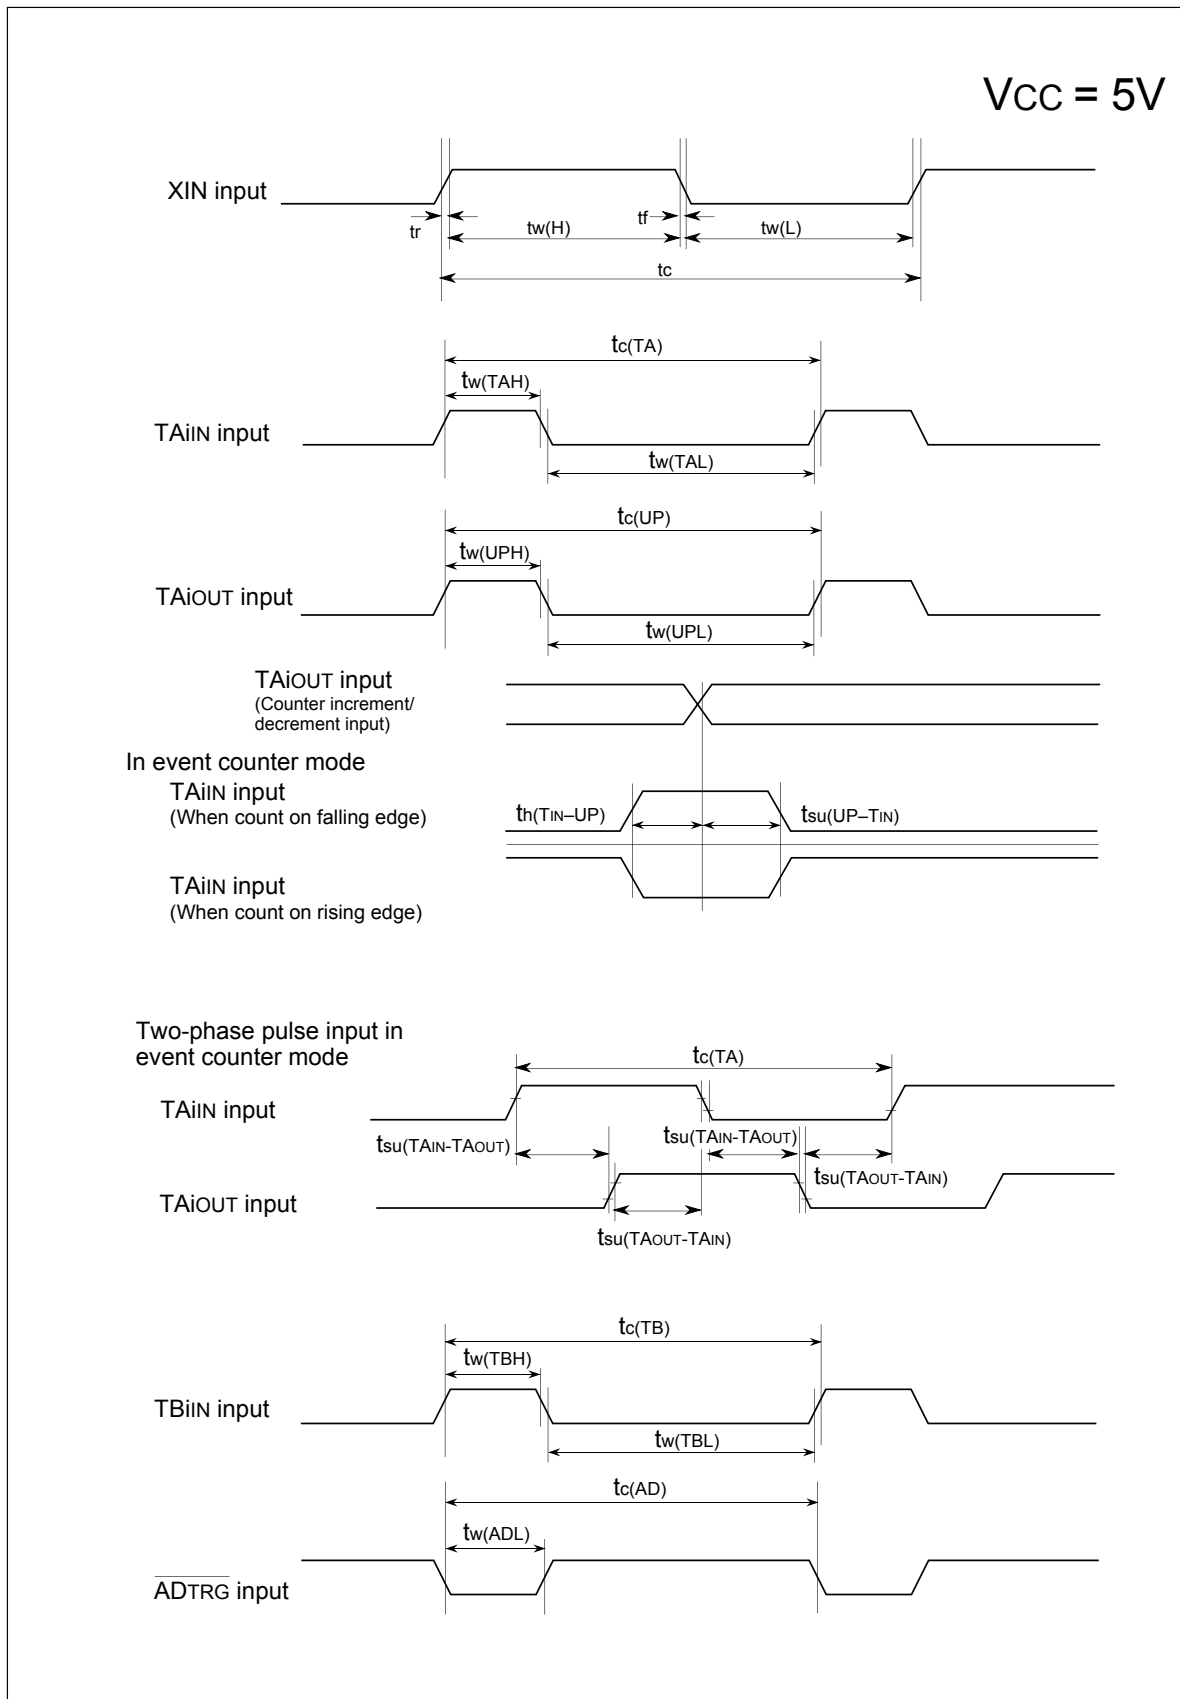 VCC = 5V
XIN input
tr
tw(H)
tf
tw(L)
tc
tc(TA)
tw(TAH)
TAiIN input
tw(TAL)
tc(UP)
tw(UPH)
TAiOUT input
tw(UPL)
TAiOUT input
(Counter increment/
decrement input)
In event counter mode
TAiIN input
(When count on falling edge)
th(TIN–UP)
tsu(UP–TIN)
TAiIN input
(When count on rising edge)
Two-phase pulse input in
event counter mode
tc(TA)
TAiIN input
tsu(TAIN-TAOUT)
tsu(TAIN-TAOUT)
tsu(TAOUT-TAIN)
TAiOUT input
tsu(TAOUT-TAIN)
tc(TB)
tw(TBH)
TBiIN input
tw(TBL)
tc(AD)
tw(ADL)
ADTRG input